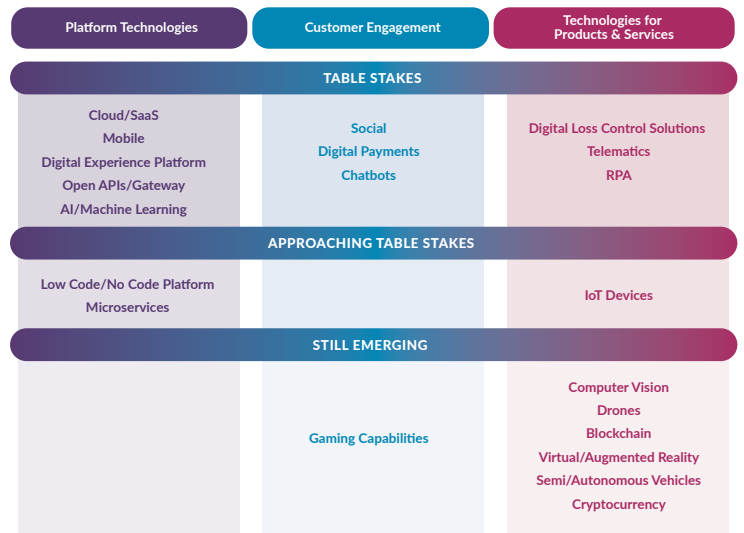 Platform Technologies
Customer Engagement
Technologies for
Products & Services
TABLE STAKES
Cloud/SaaS
Mobile
Digital Experience Platform
Open APIs/Gateway
AI/Machine Learning
Social
Digital Payments
Chatbots
Digital Loss Control Solutions
Telematics
RPA
APPROACHING TABLE STAKES
Low Code/No Code Platform
Microservices
IoT Devices
STILL EMERGING
Gaming Capabilities
Computer Vision
Drones
Blockchain
Virtual/Augmented Reality
Semi/Autonomous Vehicles
Cryptocurrency